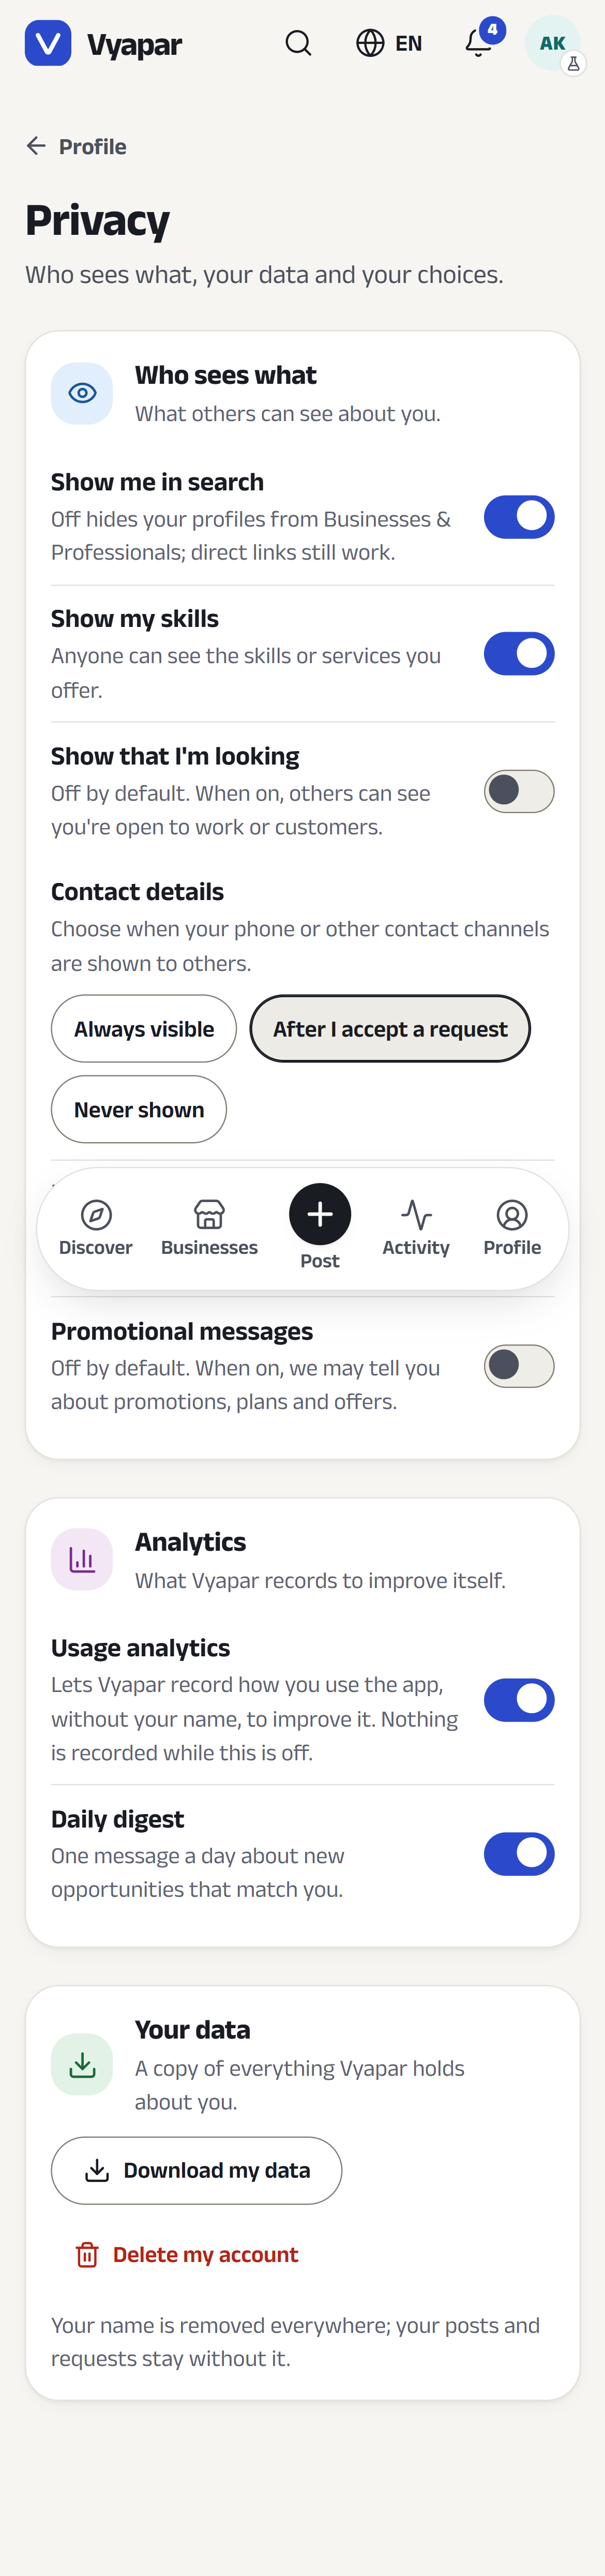 Vyapar
EN
4
AK
Profile
Privacy
Who sees what, your data and your choices.
Who sees what
What others can see about you.
Show me in search
Off hides your profiles from Businesses &
Professionals; direct links still work.
Show my skills
Anyone can see the skills or services you
offer.
Show that I'm looking
Off by default. When on, others can see
you're open to work or customers.
Contact details
Choose when your phone or other contact channels
are shown to others.
Always visible
After I accept a request
Never shown
Discover
Businesses
Post
Activity
Profile
Promotional messages
Off by default. When on, we may tell you
about promotions, plans and offers.
Analytics
What Vyapar records to improve itself.
Usage analytics
Lets Vyapar record how you use the app,
without your name, to improve it. Nothing
is recorded while this is off.
Daily digest
One message a day about new
opportunities that match you.
Your data
A copy of everything Vyapar holds
about you.
Download my data
Delete my account
Your name is removed everywhere; your posts and
requests stay without it.